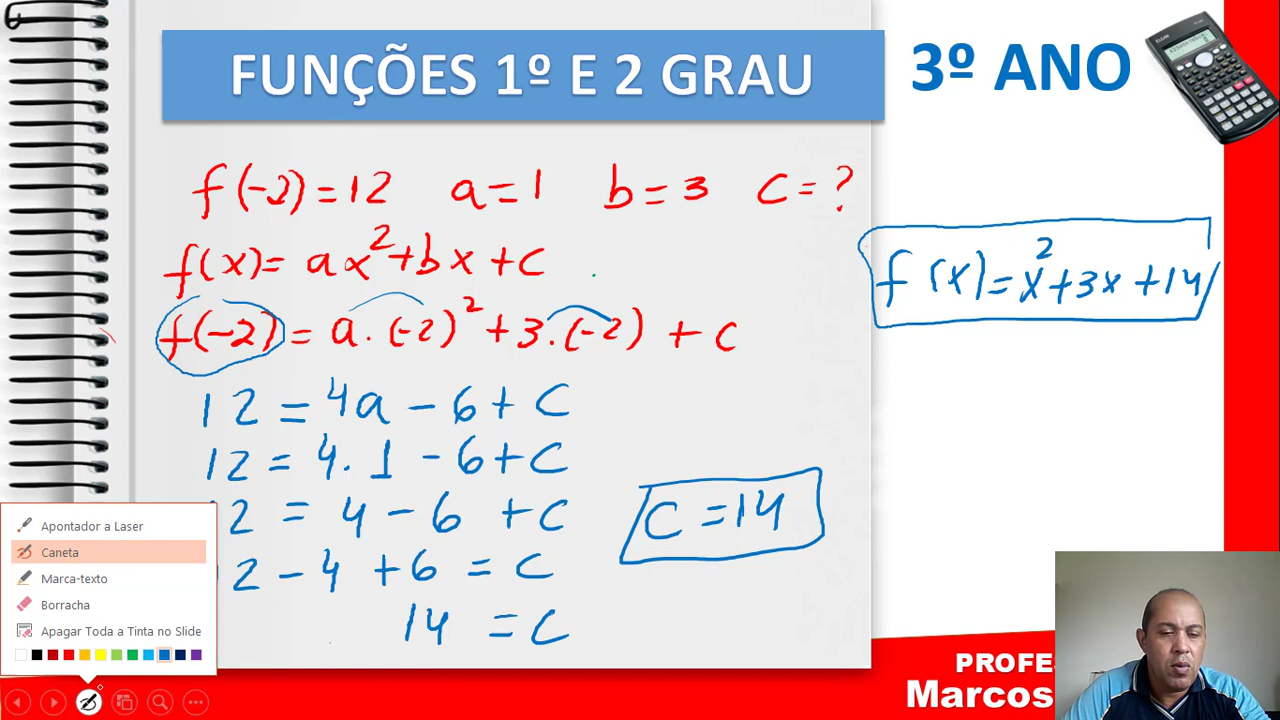 FUNÇÕES 1º E 2 GRAU
3º ANO
f(-2)=12 a=1 b=3 c=?
f(x)= ax²+bx+c
f(-2)= a.(-2)²+3.(-2)+c
12=4a-6+c
12=4.1-6+c
2=4-6+c
2-4+6=c
14=c
c=14
f(x)=x²+3x+14
Apontador a Laser
Caneta
Marca-texto
Borracha
Apagar Toda a Tinta no Slide
PROFE
Marcos